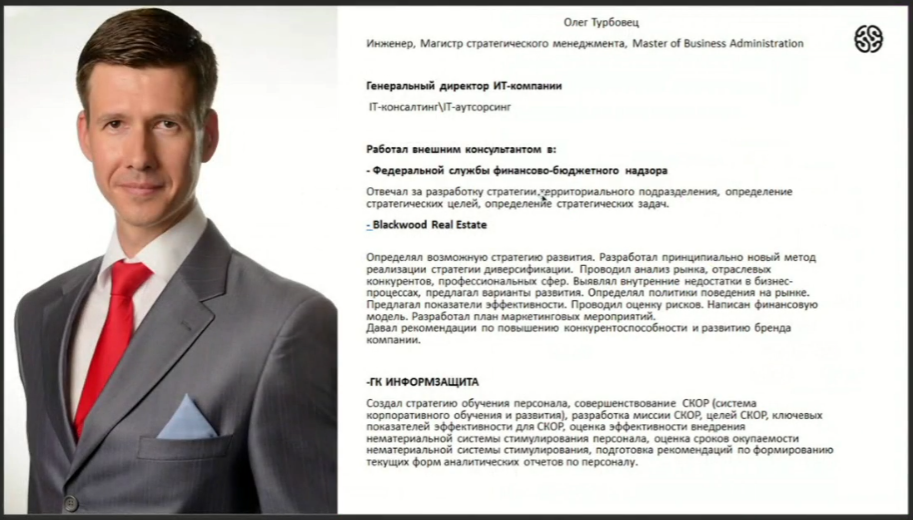 Олег Турбовец
Инженер, Магистр стратегического менеджмента, Master of Business Administration
Генеральный директор ИТ-компании
IT-консалтинг\IT-аутсорсинг
Работал внешним консультантом в:
- Федеральной службы финансово-бюджетного надзора
Отвечал за разработку стратегии территориального подразделения, определение
стратегических целей, определение стратегических задач.
- Blackwood Real Estate
Определял возможную стратегию развития. Разработал принципиально новый метод
реализации стратегии диверсификации. Проводил анализ рынка, отраслевых
конкурентов, профессиональных сфер. Выявлял внутренние недостатки в бизнес-
процессах, предлагал варианты развития. Определял политики поведения на рынке.
Предлагал показатели эффективности. Проводил оценку рисков. Написан финансовую
модель. Разработал план маркетинговых мероприятий.
Давал рекомендации по повышению конкурентоспособности и развитию бренда
компании.
-ГК ИНФОРМЗАЩИТА
Создал стратегию обучения персонала, совершенствование СКОР (система
корпоративного обучения и развития), разработка миссии СКОР, целей СКОР, ключевых
показателей эффективности для СКОР, оценка эффективности внедрения
нематериальной системы стимулирования персонала, оценка сроков окупаемости
нематериальной системы стимулирования, подготовка рекомендаций по формированию
текущих форм аналитических отчетов по персоналу.